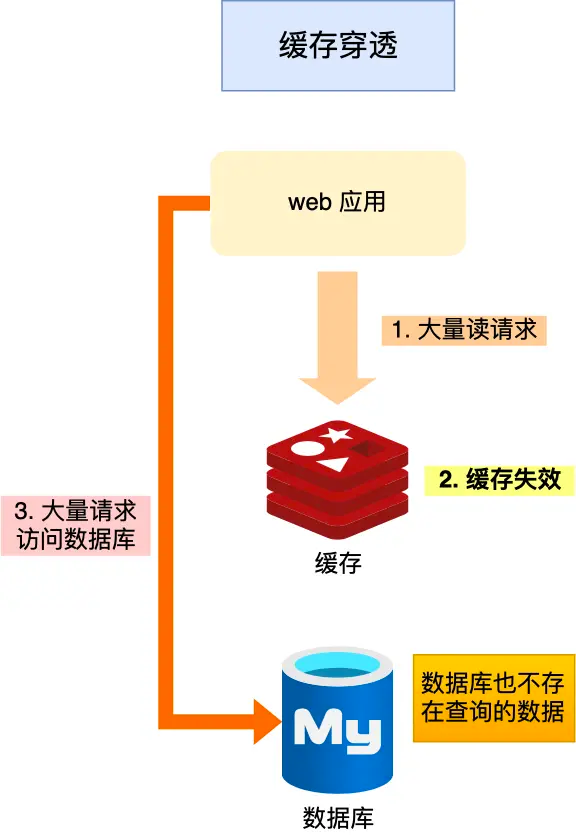 缓存穿透
web 应用
1. 大量读请求
2. 缓存失效
缓存
3. 大量请求
访问数据库
数据库也不存
在查询的数据
My
数据库